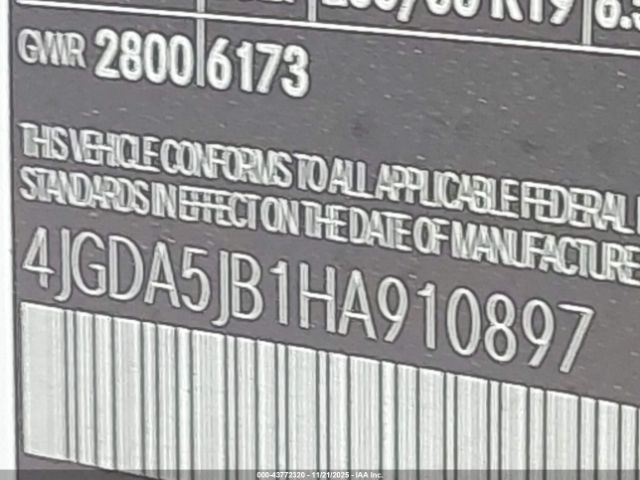 R19
GVWR 2800 6173
THIS VEHICLE CONFORMS TO ALL APPLICABLE FEDERAL
STANDARDS IN EFFECT ON THE DATE OF MANUFACTURE
4JGDA5JB1HA910897
000-43772320 - 11/21/2025 - IAA Inc.